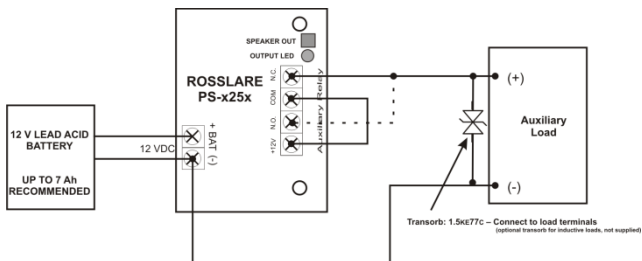 SPEAKER OUT
OUTPUT LED
ROSSLARE
PS-x25x
N.C.
COM
N.O.
+12V
Auxiliary Relay
+ BAT (-)
12 V LEAD ACID
BATTERY
UP TO 7 Ah
RECOMMENDED
12 VDC
(+)
Auxiliary
Load
(-)
Transorb: 1.5KE77C – Connect to load terminals
(optional transorb for inductive loads, not supplied)